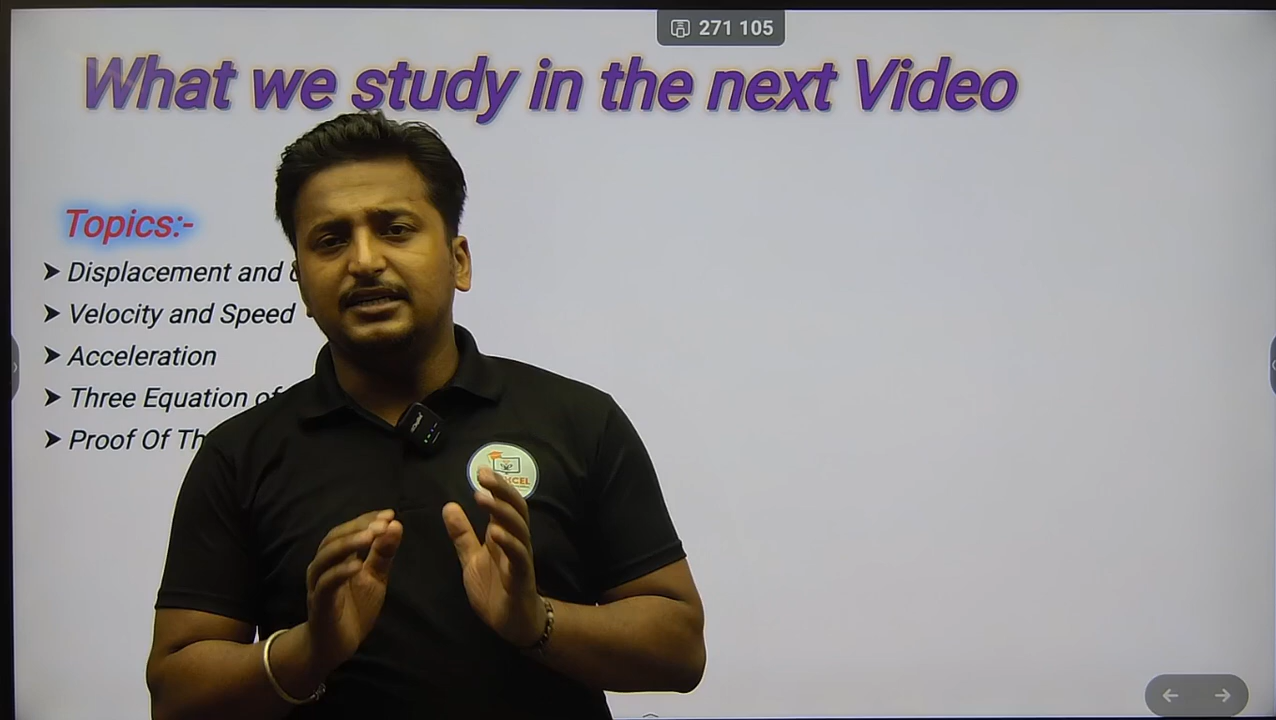 271 105
What we study in the next Video
Topics:-
➤ Displacement and
➤ Velocity and Speed
➤ Acceleration
➤ Three Equation of
➤ Proof Of